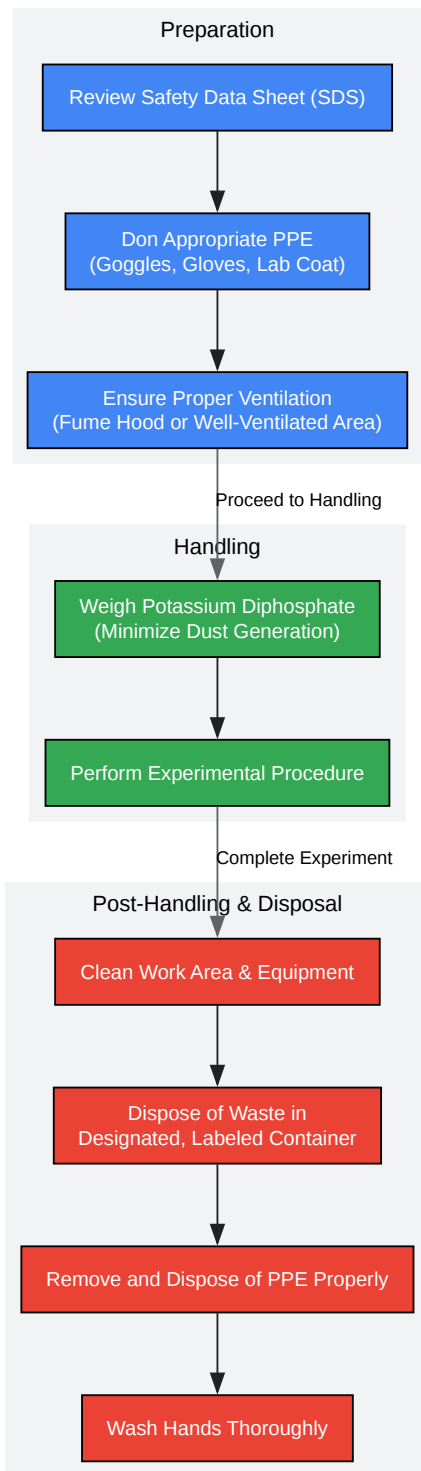 Preparation
Review Safety Data Sheet (SDS)
Don Appropriate PPE
(Goggles, Gloves, Lab Coat)
Ensure Proper Ventilation
(Fume Hood or Well-Ventilated Area)
Proceed to Handling
Handling
Weigh Potassium Diphosphate
(Minimize Dust Generation)
Perform Experimental Procedure
Complete Experiment
Post-Handling & Disposal
Clean Work Area & Equipment
Dispose of Waste in
Designated, Labeled Container
Remove and Dispose of PPE Properly
Wash Hands Thoroughly